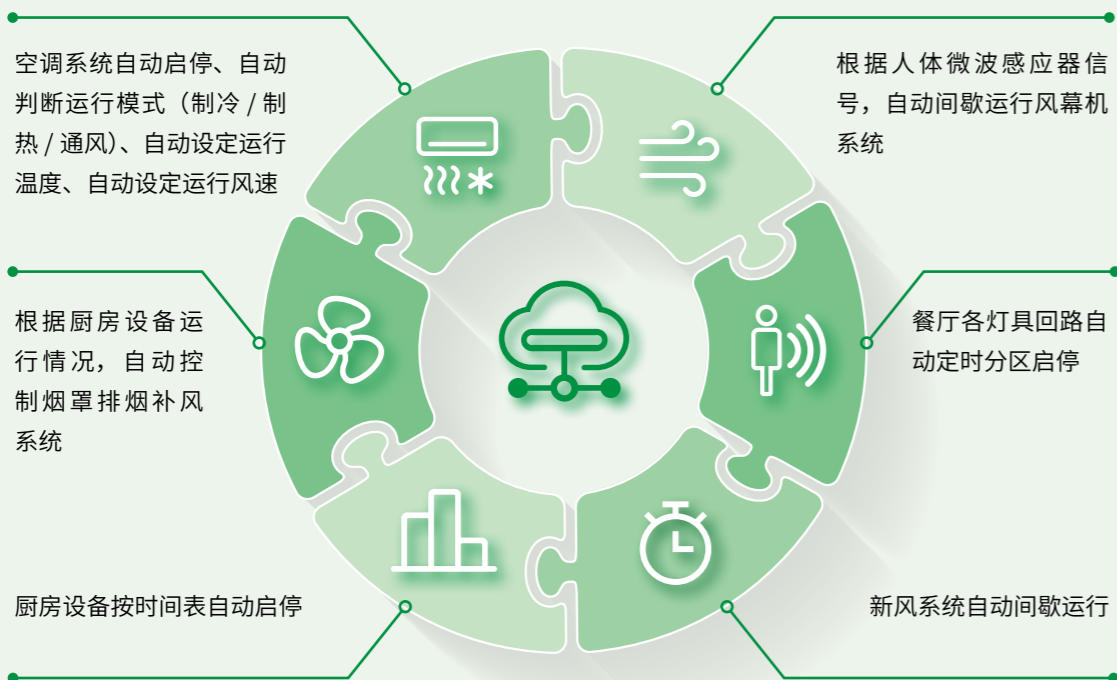 空调系统自动启停、自动
判断运行模式（制冷 / 制
热 / 通风）、自动设定运行
温度、自动设定运行风速
根据人体微波感应器信
号，自动间歇运行风幕机
系统
根据厨房设备运
行情况，自动控
制烟罩排烟补风
系统
餐厅各灯具回路自
动定时分区启停
厨房设备按时间表自动启停
新风系统自动间歇运行